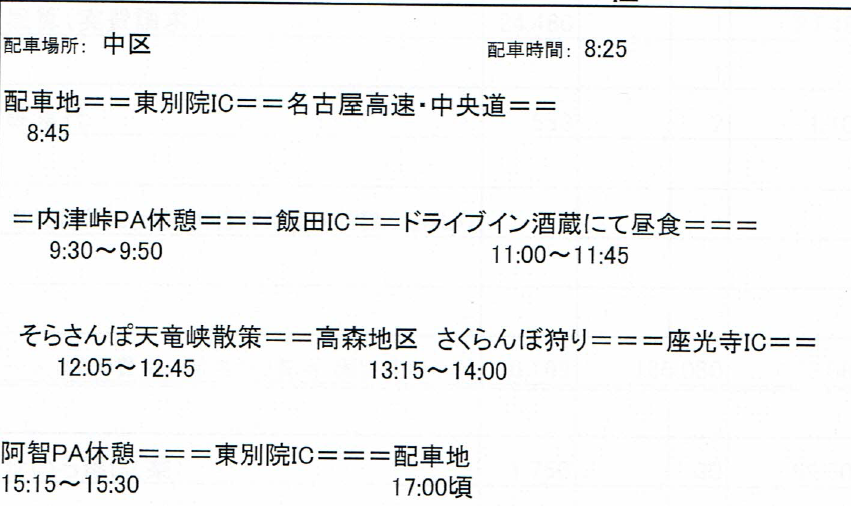 配車場所: 中区 配車時間: 8:25
配車地==東別院IC==名古屋高速・中央道==
8:45
=内津峠PA休憩===飯田IC==ドライブイン酒蔵にて昼食===
9:30~9:50 11:00~11:45
そらさんぽ天竜峡散策==高森地区 さくらんぼ狩り===座光寺IC==
12:05~12:45 13:15~14:00
阿智PA休憩===東別院IC===配車地
15:15~15:30 17:00頃